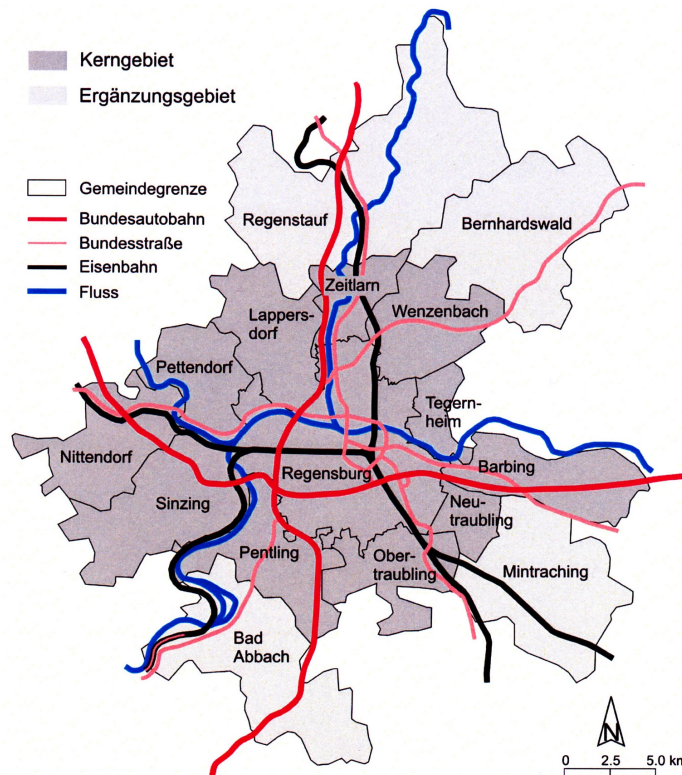 Kerngebiet
Ergänzungsgebiet
Gemeindegrenze
Bundesautobahn
Bundesstraße
Eisenbahn
Fluss
Regenstauf
Bernhardswald
Zeitlarn
Lappers-
dorf
Wenzenbach
Pettendorf
Tegern-
heim
Nittendorf
Regensburg
Barbing
Sinzing
Neu-
traubling
Pentling
Ober-
traubling
Mintraching
Bad
Abbach
N
0 2.5 5.0 km